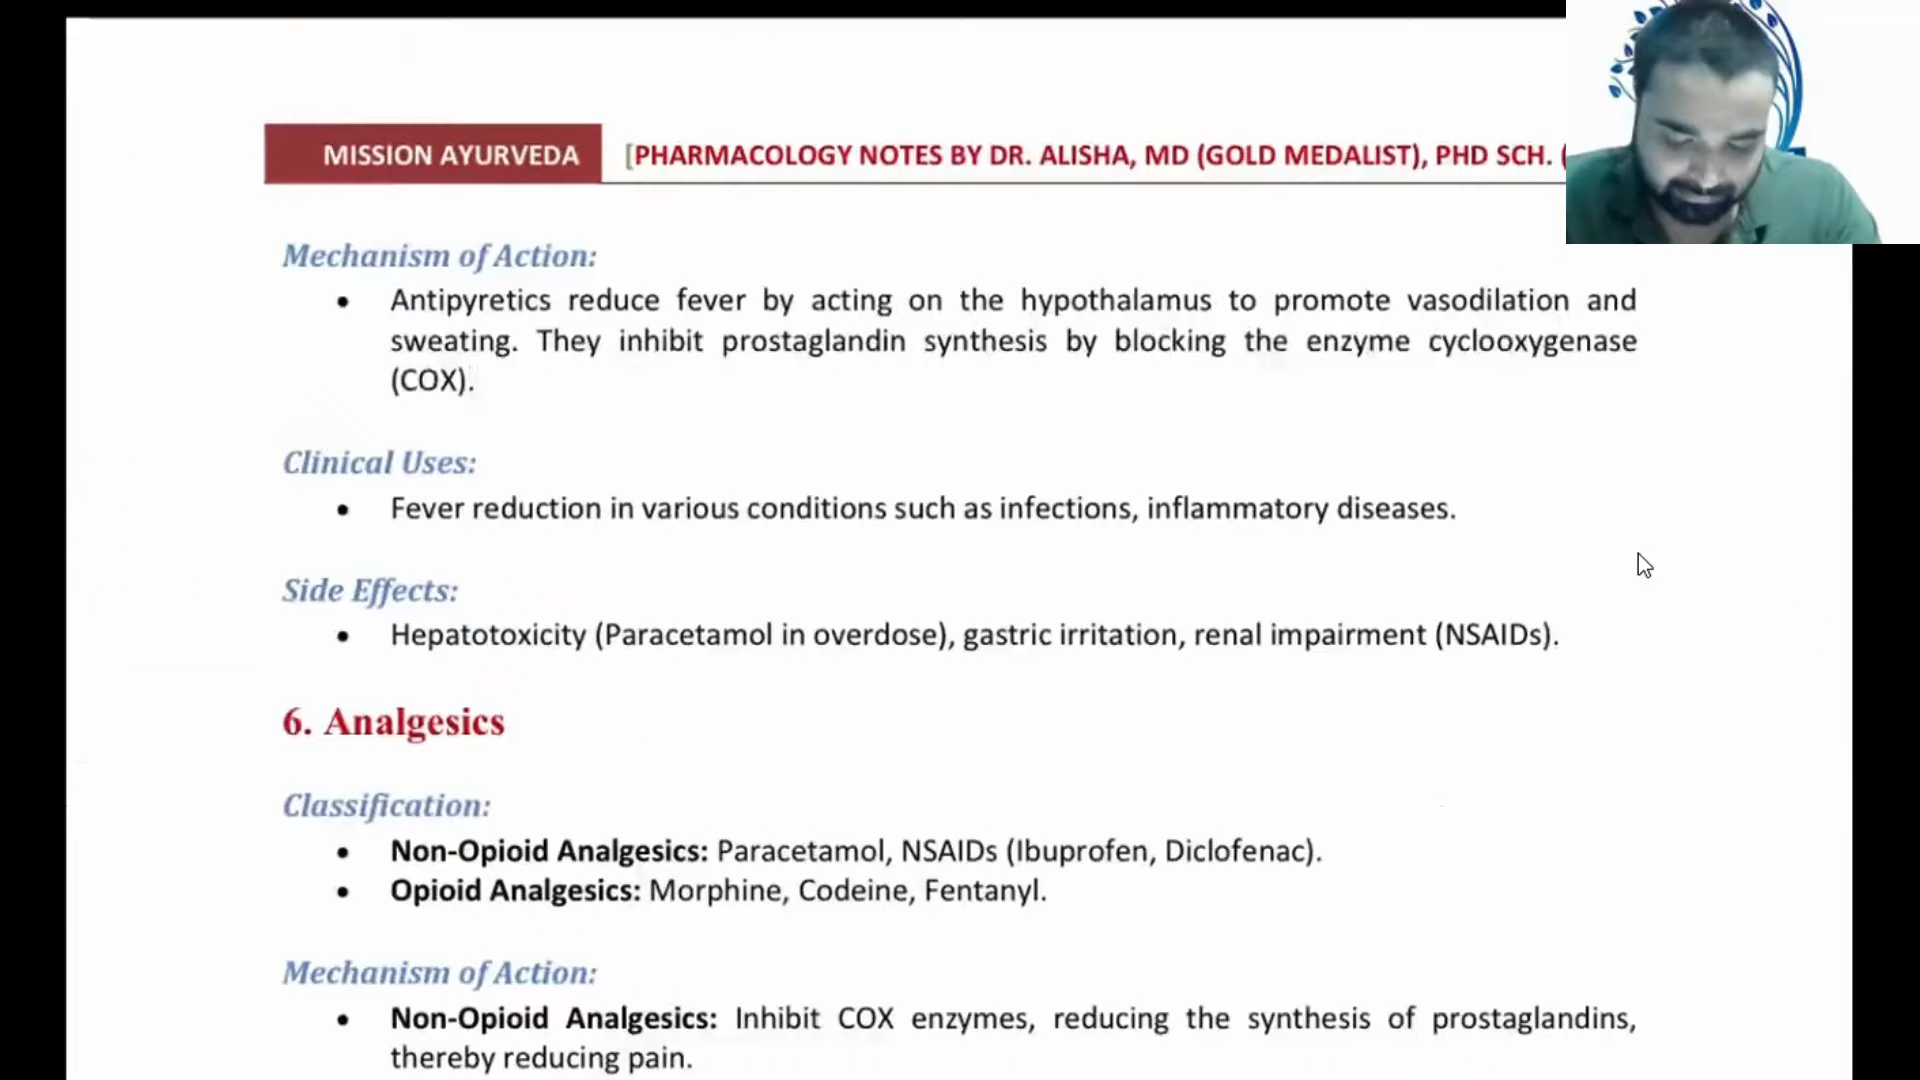 MISSION AYURVEDA [PHARMACOLOGY NOTES BY DR. ALISHA, MD (GOLD MEDALIST), PHD SCH. (
Mechanism of Action:
• Antipyretics reduce fever by acting on the hypothalamus to promote vasodilation and
sweating. They inhibit prostaglandin synthesis by blocking the enzyme cyclooxygenase
(COX).
Clinical Uses:
• Fever reduction in various conditions such as infections, inflammatory diseases.
Side Effects:
• Hepatotoxicity (Paracetamol in overdose), gastric irritation, renal impairment (NSAIDs).
6. Analgesics
Classification:
• Non-Opioid Analgesics: Paracetamol, NSAIDs (Ibuprofen, Diclofenac).
• Opioid Analgesics: Morphine, Codeine, Fentanyl.
Mechanism of Action:
• Non-Opioid Analgesics: Inhibit COX enzymes, reducing the synthesis of prostaglandins,
thereby reducing pain.